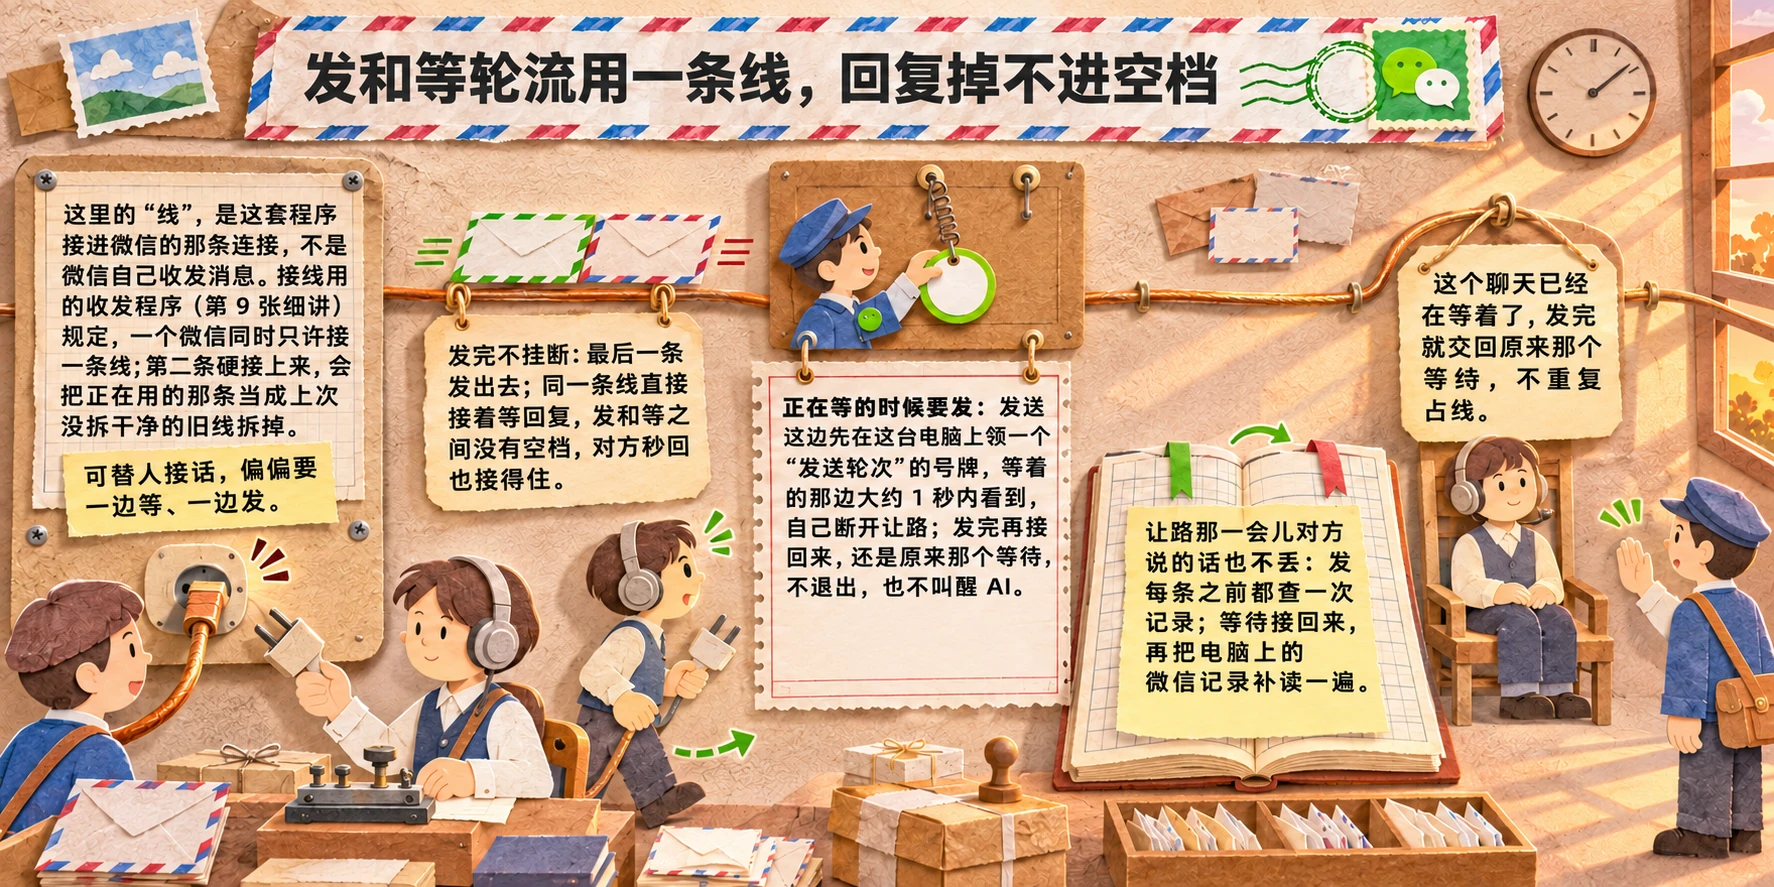 发和等轮流用一条线，回复掉不进空档
这里的“线”，是这套程序
接进微信的那条连接，不是
微信自己收发消息。接线用
的收发程序（第 9 张细讲）
规定，一个微信同时只许接
一条线；第二条硬接上来，会
把正在用的那条当成上次
没拆干净的旧线拆掉。
可替人接话，偏偏要
一边等、一边发。
发完不挂断：最后一条
发出去；同一条线直接
接着等回复，发和等之
间没有空档，对方秒回
也接得住。
正在等的时候要发：发送
这边先在这台电脑上领一个
“发送轮次”的号牌，等着
的那边大约 1 秒内看到，
自己断开让路；发完再接
回来，还是原来那个等待，
不退出，也不叫醒 AI。
让路那一会儿对方
说的话也不丢：发
每条之前都查一次
记录；等待接回来，
再把电脑上的
微信记录补读一遍。
这个聊天已经
在等着了，发完
就交回原来那个
等待，不重复
占线。